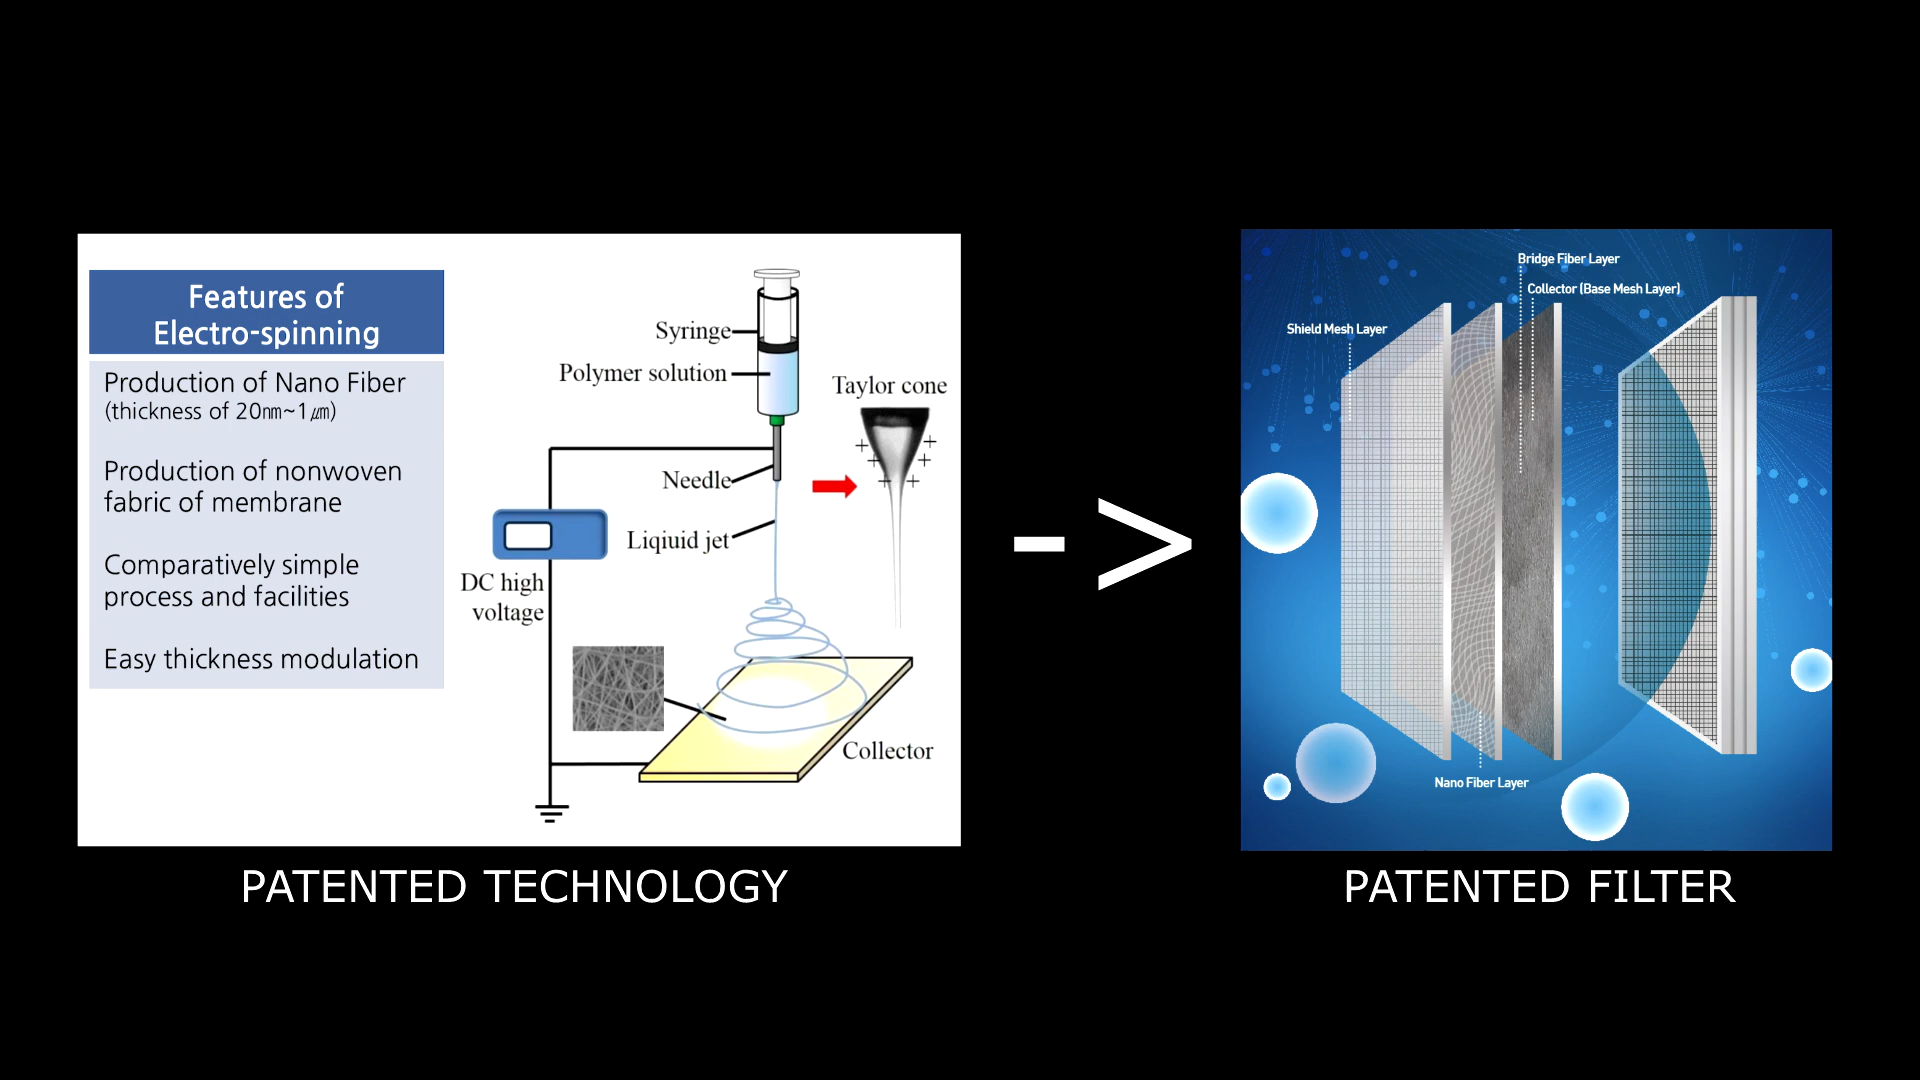 Features of
Electro-spinning
Production of Nano Fiber
(thickness of 20㎚~1㎛)
Production of nonwoven
fabric of membrane
Comparatively simple
process and facilities
Easy thickness modulation
Syringe
Polymer solution
Taylor cone
Needle
Liqiuid jet
DC high
voltage
Collector
->
Bridge Fiber Layer
Collector (Base Mesh Layer)
Shield Mesh Layer
Nano Fiber Layer
PATENTED TECHNOLOGY
PATENTED FILTER